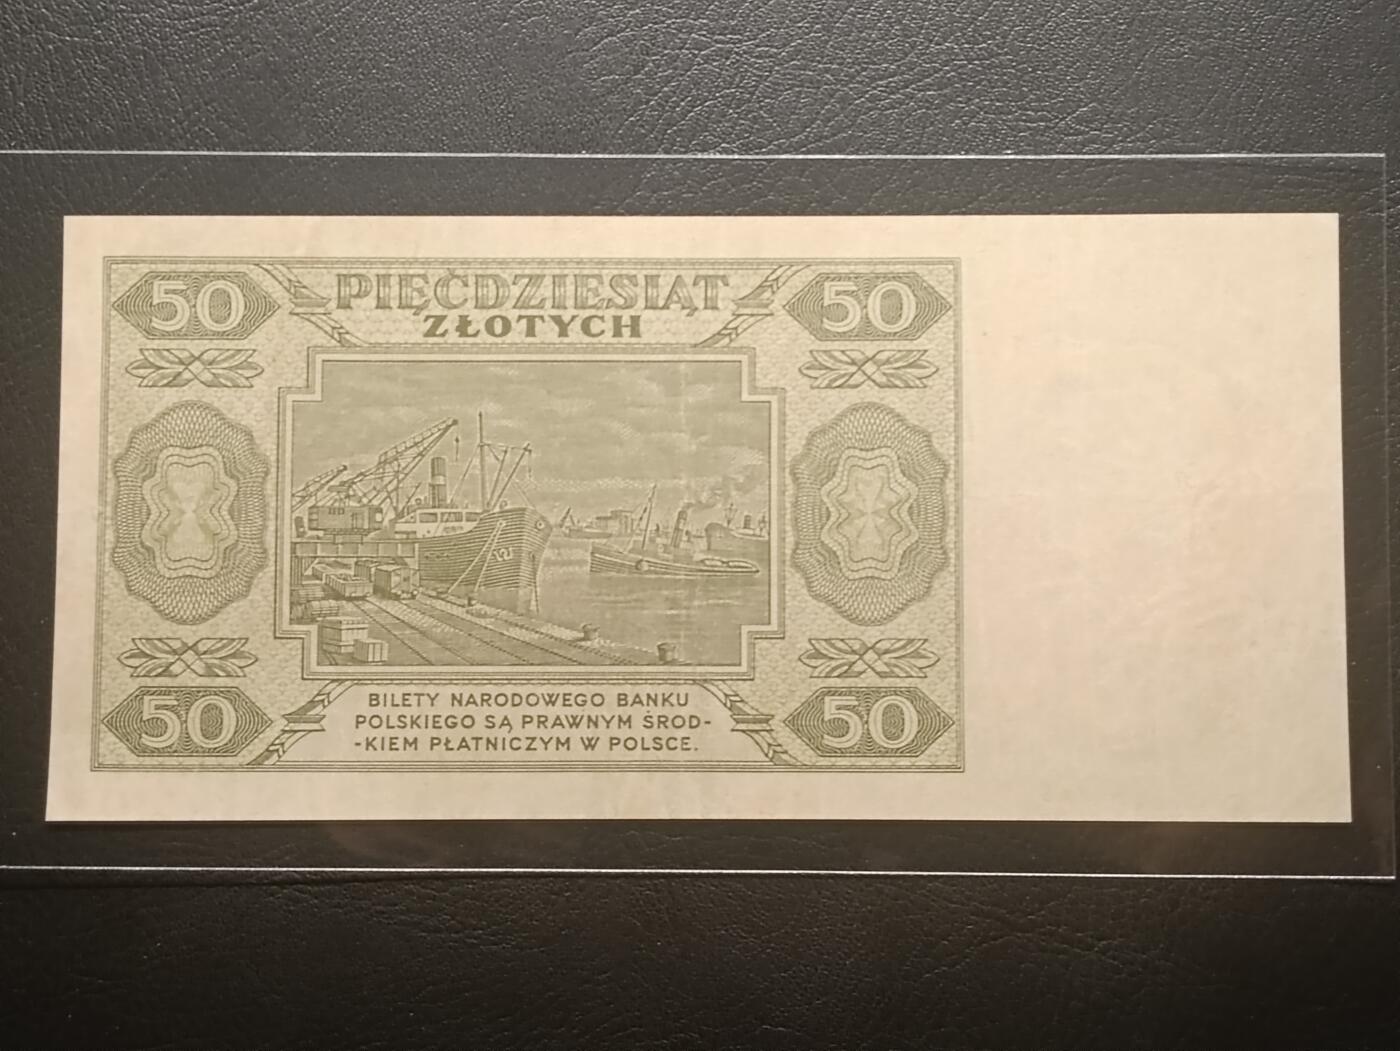 50 PIĘĆDZIESIĄT 50
ZŁOTYCH
BILETY NARODOWEGO BANKU
POLSKIEGO SĄ PRAWNYM ŚROD-
-KIEM PŁATNICZYM W POLSCE.
50 50